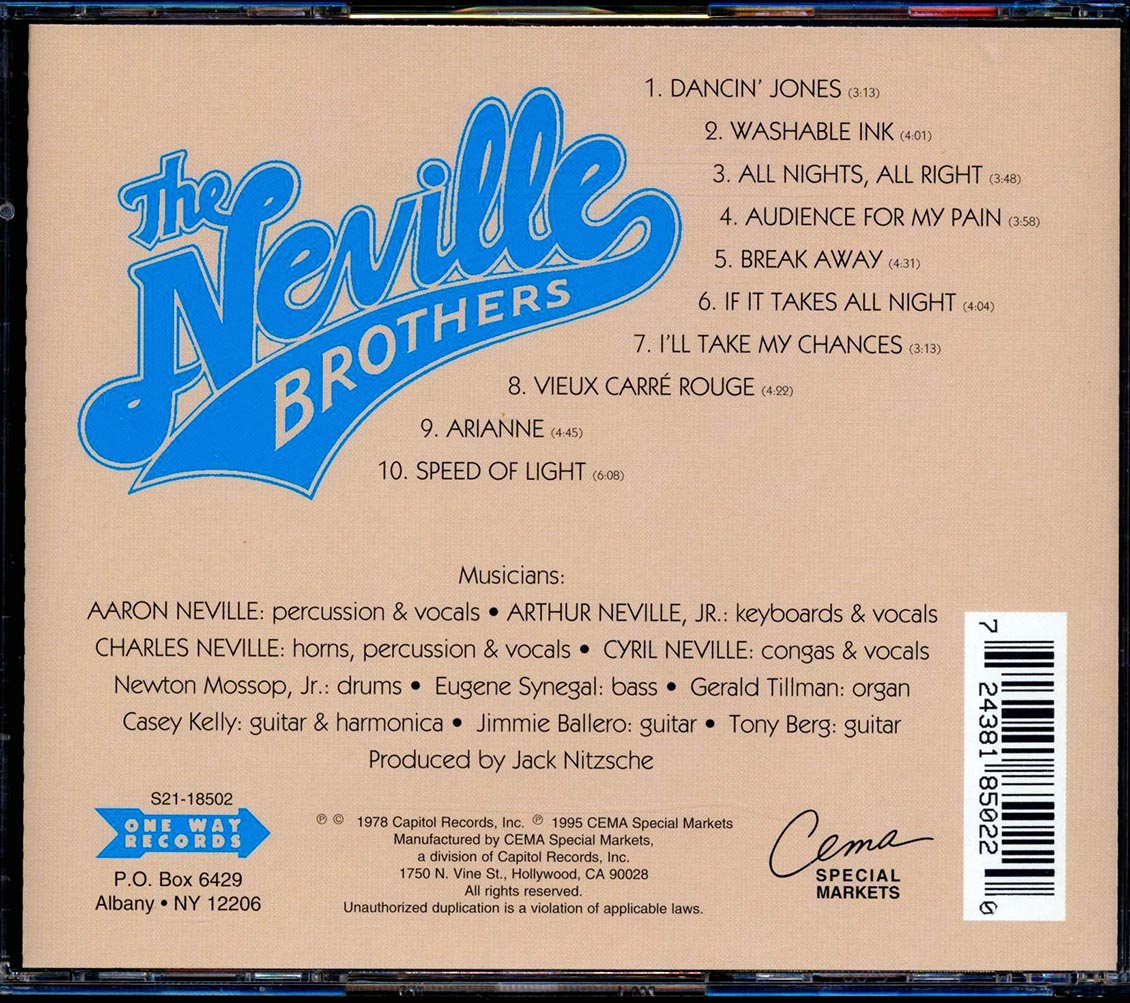 The
Neville
BROTHERS
1. DANCIN' JONES (3:13)
2. WASHABLE INK (4:01)
3. ALL NIGHTS, ALL RIGHT (3:48)
4. AUDIENCE FOR MY PAIN (3:58)
5. BREAK AWAY (4:31)
6. IF IT TAKES ALL NIGHT (4:04)
7. I'LL TAKE MY CHANCES (3:13)
8. VIEUX CARRÉ ROUGE (4:22)
9. ARIANNE (4:45)
10. SPEED OF LIGHT (6:08)
Musicians:
AARON NEVILLE: percussion & vocals • ARTHUR NEVILLE, JR.: keyboards & vocals
CHARLES NEVILLE: horns, percussion & vocals • CYRIL NEVILLE: congas & vocals
Newton Mossop, Jr.: drums • Eugene Synegal: bass • Gerald Tillman: organ
Casey Kelly: guitar & harmonica • Jimmie Ballero: guitar • Tony Berg: guitar
Produced by Jack Nitzsche
S21-18502
ONE WAY
RECORDS
P.O. Box 6429
Albany • NY 12206
℗ © 1978 Capitol Records, Inc. ℗ 1995 CEMA Special Markets
Manufactured by CEMA Special Markets,
a division of Capitol Records, Inc.
1750 N. Vine St., Hollywood, CA 90028
All rights reserved.
Unauthorized duplication is a violation of applicable laws.
Cema
SPECIAL
MARKETS
7 24381 85022 0